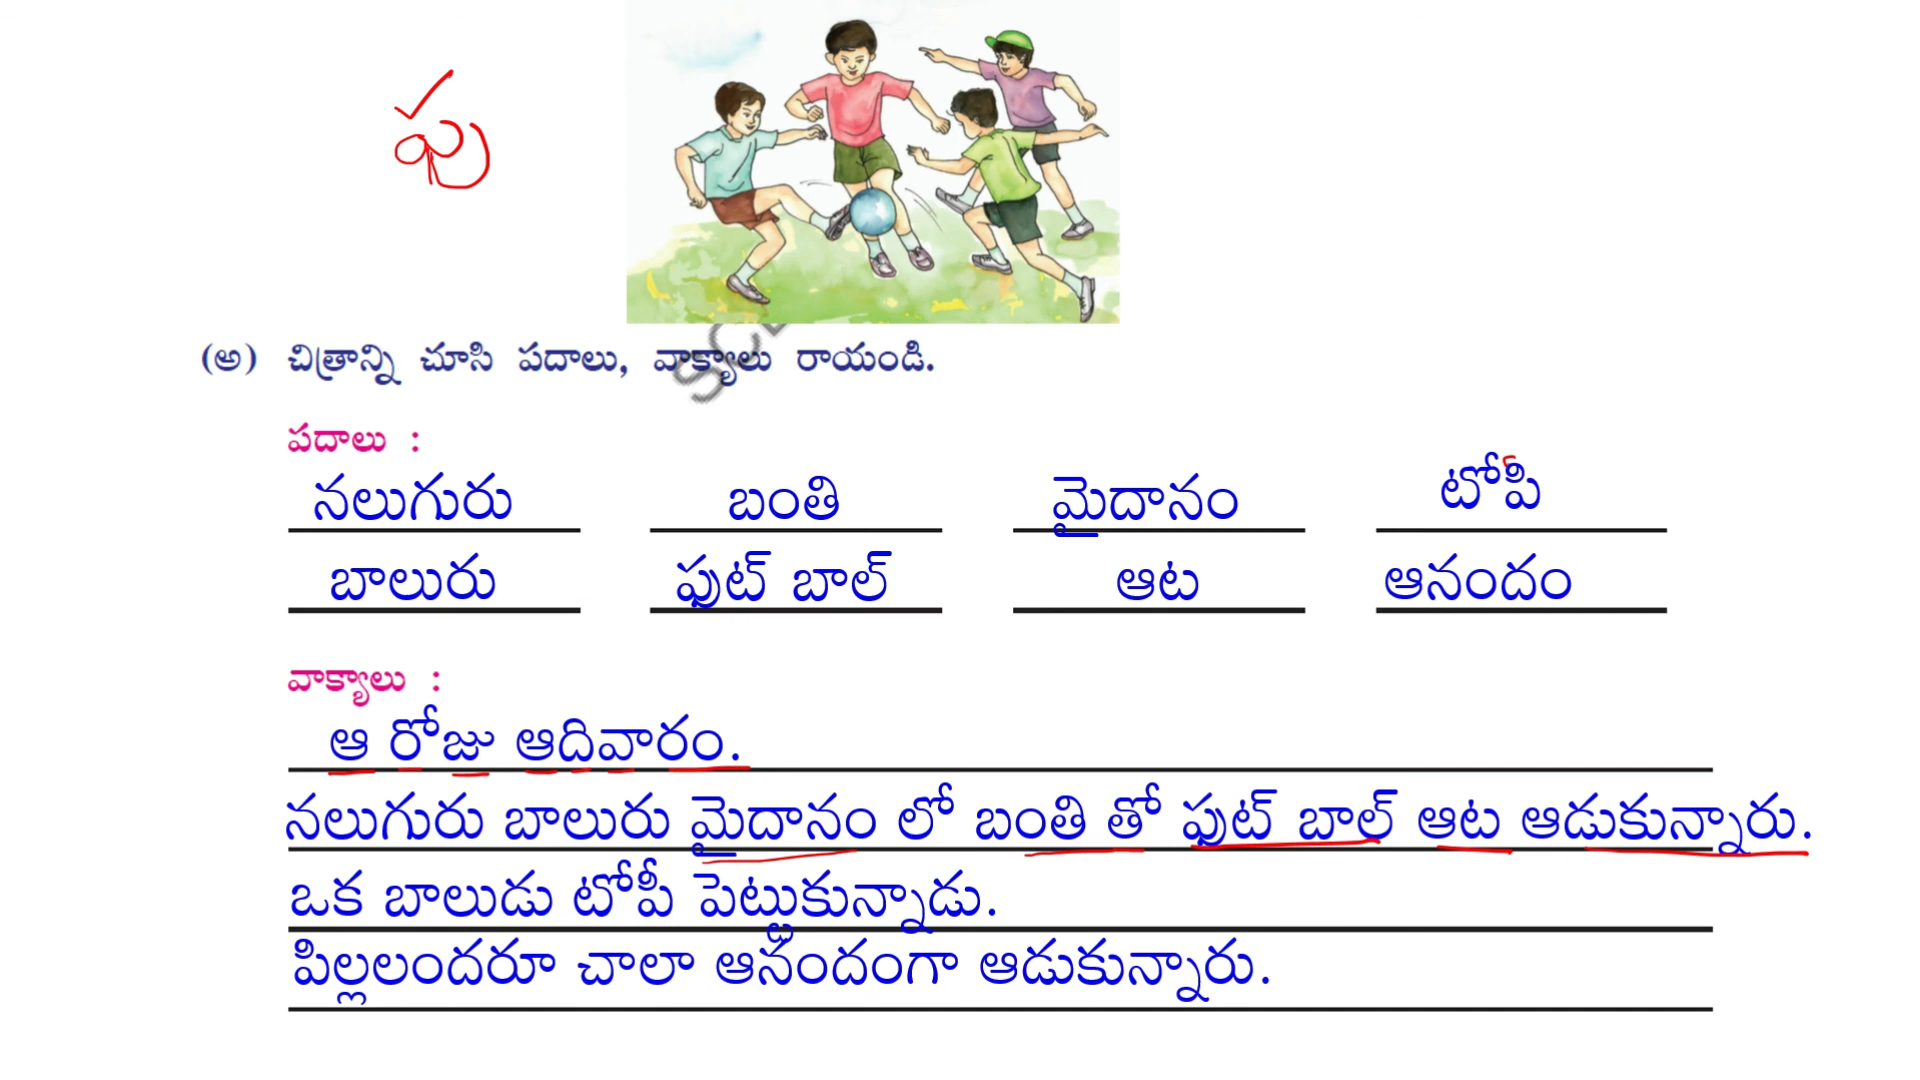 ఫు
(అ) చిత్రాన్ని చూసి పదాలు, వాక్యాలు రాయండి.
పదాలు :
నలుగురు బంతి మైదానం టోపీ
బాలురు ఫుట్ బాల్ ఆట ఆనందం
వాక్యాలు :
ఆ రోజు ఆదివారం.
నలుగురు బాలురు మైదానం లో బంతి తో ఫుట్ బాల్ ఆట ఆడుకున్నారు.
ఒక బాలుడు టోపీ పెట్టుకున్నాడు.
పిల్లలందరూ చాలా ఆనందంగా ఆడుకున్నారు.